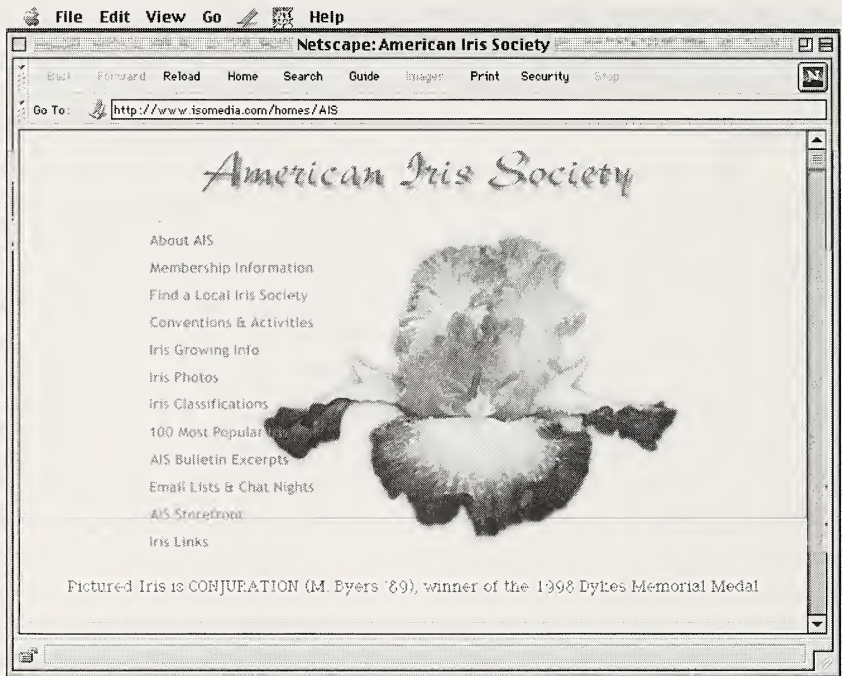 File Edit View Go Help
Netscape: American Iris Society
Back Forward Reload Home Search Guide Images Print Security Stop
Go To: http://www.isomedia.com/homes/AIS
American Iris Society
About AIS
Membership Information
Find a Local Iris Society
Conventions & Activities
Iris Growing Info
Iris Photos
Iris Classifications
100 Most Popular
AIS Bulletin Excerpts
Email Lists & Chat Nights
AIS Storefront
Iris Links
Pictured Iris is CONJURATION (M. Byers '89), winner of the 1998 Dykes Memorial Medal